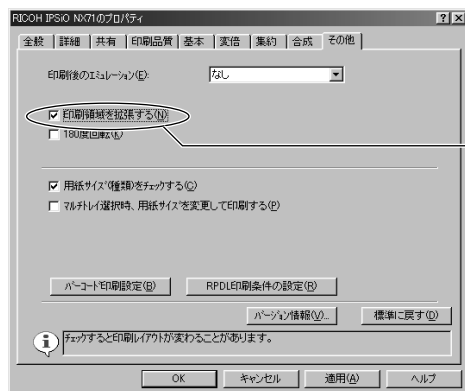 RICOH IPSiO NX71のプロパティ
全般 詳細 共有 印刷品質 基本 変倍 集約 合成 その他
印刷後のエミュレーション(E): なし
印刷領域を拡張する(N)
180度回転(K)
用紙サイズ(種類)をチェックする(C)
マルチトレイ選択時、用紙サイズを変更して印刷する(P)
バーコード印刷設定(B) RPDL印刷条件の設定(R)
バージョン情報(V)... 標準に戻す(D)
チェックすると印刷レイアウトが変わることがあります。
OK キャンセル 適用(A) ヘルプ